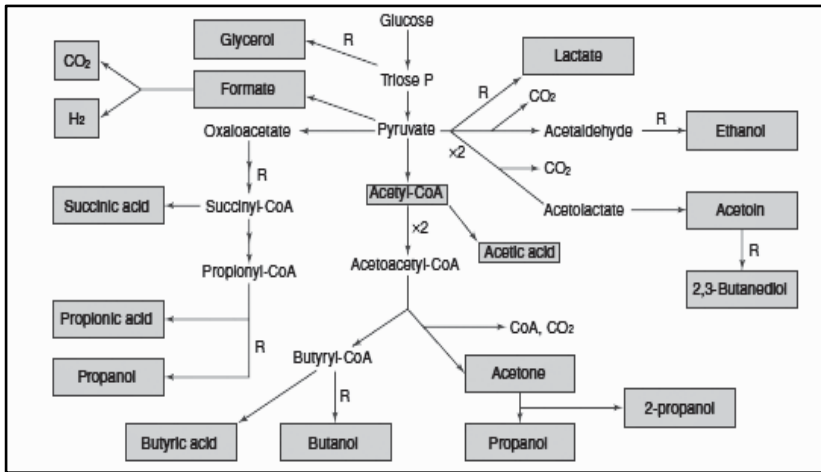 Glucose
Glycerol
R
Lactate
CO₂
Triose P
R
CO₂
Formate
H₂
Oxaloacetate
Pyruvate
Acetaldehyde
R
Ethanol
×2
CO₂
R
Acetyl-CoA
Succinic acid
Succinyl-CoA
Acetolactate
Acetoin
×2
Acetic acid
R
Propionyl-CoA
Acetoacetyl-CoA
2,3-Butanediol
Propionic acid
CoA, CO₂
R
Butyryl-CoA
Propanol
Acetone
R
2-propanol
Butyric acid
Butanol
Propanol